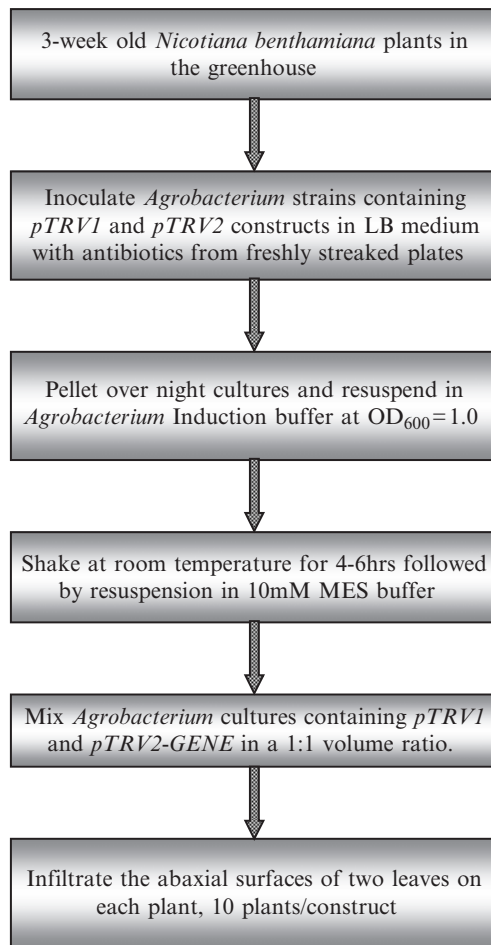 3-week old Nicotiana benthamiana plants in
the greenhouse
Inoculate Agrobacterium strains containing
pTRV1 and pTRV2 constructs in LB medium
with antibiotics from freshly streaked plates
Pellet over night cultures and resuspend in
Agrobacterium Induction buffer at OD600=1.0
Shake at room temperature for 4-6hrs followed
by resuspension in 10mM MES buffer
Mix Agrobacterium cultures containing pTRV1
and pTRV2-GENE in a 1:1 volume ratio.
Infiltrate the abaxial surfaces of two leaves on
each plant, 10 plants/construct